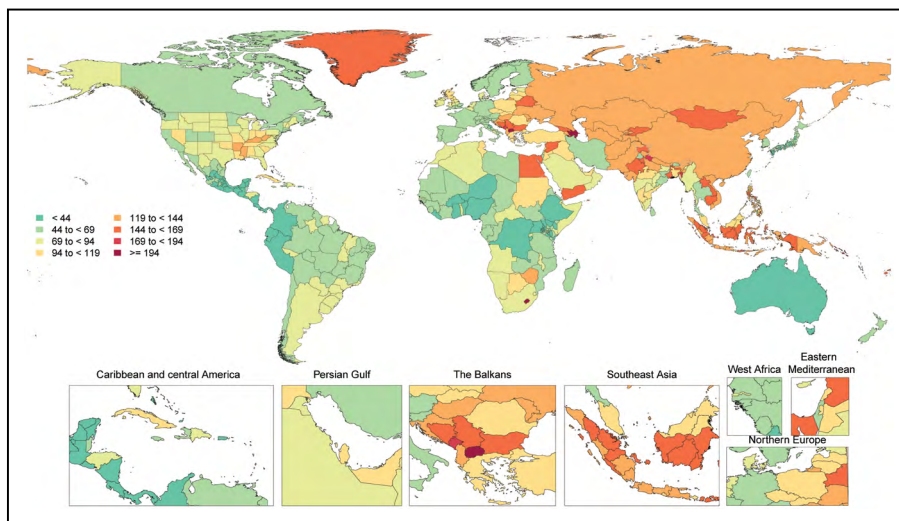 < 44
44 to < 69
69 to < 94
94 to < 119
119 to < 144
144 to < 169
169 to < 194
>= 194
Caribbean and central America
Persian Gulf
The Balkans
Southeast Asia
West Africa
Eastern
Mediterranean
Northern Europe